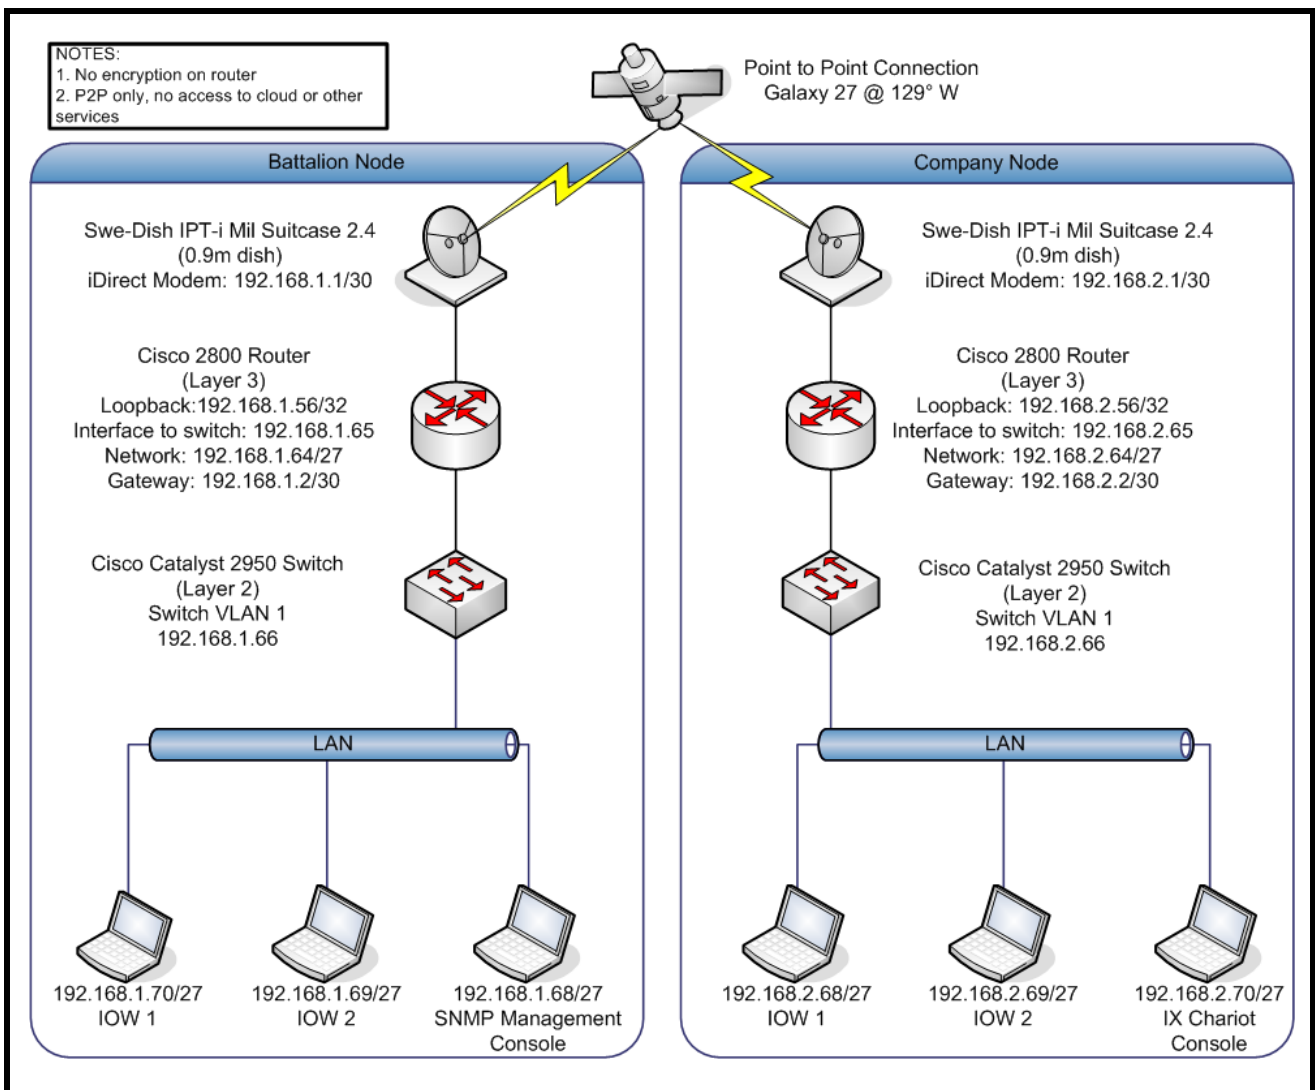 NOTES:
1. No encryption on router
2. P2P only, no access to cloud or other
services
Point to Point Connection
Galaxy 27 @ 129° W
Battalion Node
Swe-Dish IPT-i Mil Suitcase 2.4
(0.9m dish)
iDirect Modem: 192.168.1.1/30
Cisco 2800 Router
(Layer 3)
Loopback:192.168.1.56/32
Interface to switch: 192.168.1.65
Network: 192.168.1.64/27
Gateway: 192.168.1.2/30
Cisco Catalyst 2950 Switch
(Layer 2)
Switch VLAN 1
192.168.1.66
LAN
192.168.1.70/27
IOW 1
192.168.1.69/27
IOW 2
192.168.1.68/27
SNMP Management
Console
Company Node
Swe-Dish IPT-i Mil Suitcase 2.4
(0.9m dish)
iDirect Modem: 192.168.2.1/30
Cisco 2800 Router
(Layer 3)
Loopback: 192.168.2.56/32
Interface to switch: 192.168.2.65
Network: 192.168.2.64/27
Gateway: 192.168.2.2/30
Cisco Catalyst 2950 Switch
(Layer 2)
Switch VLAN 1
192.168.2.66
LAN
192.168.2.68/27
IOW 1
192.168.2.69/27
IOW 2
192.168.2.70/27
IX Chariot
Console